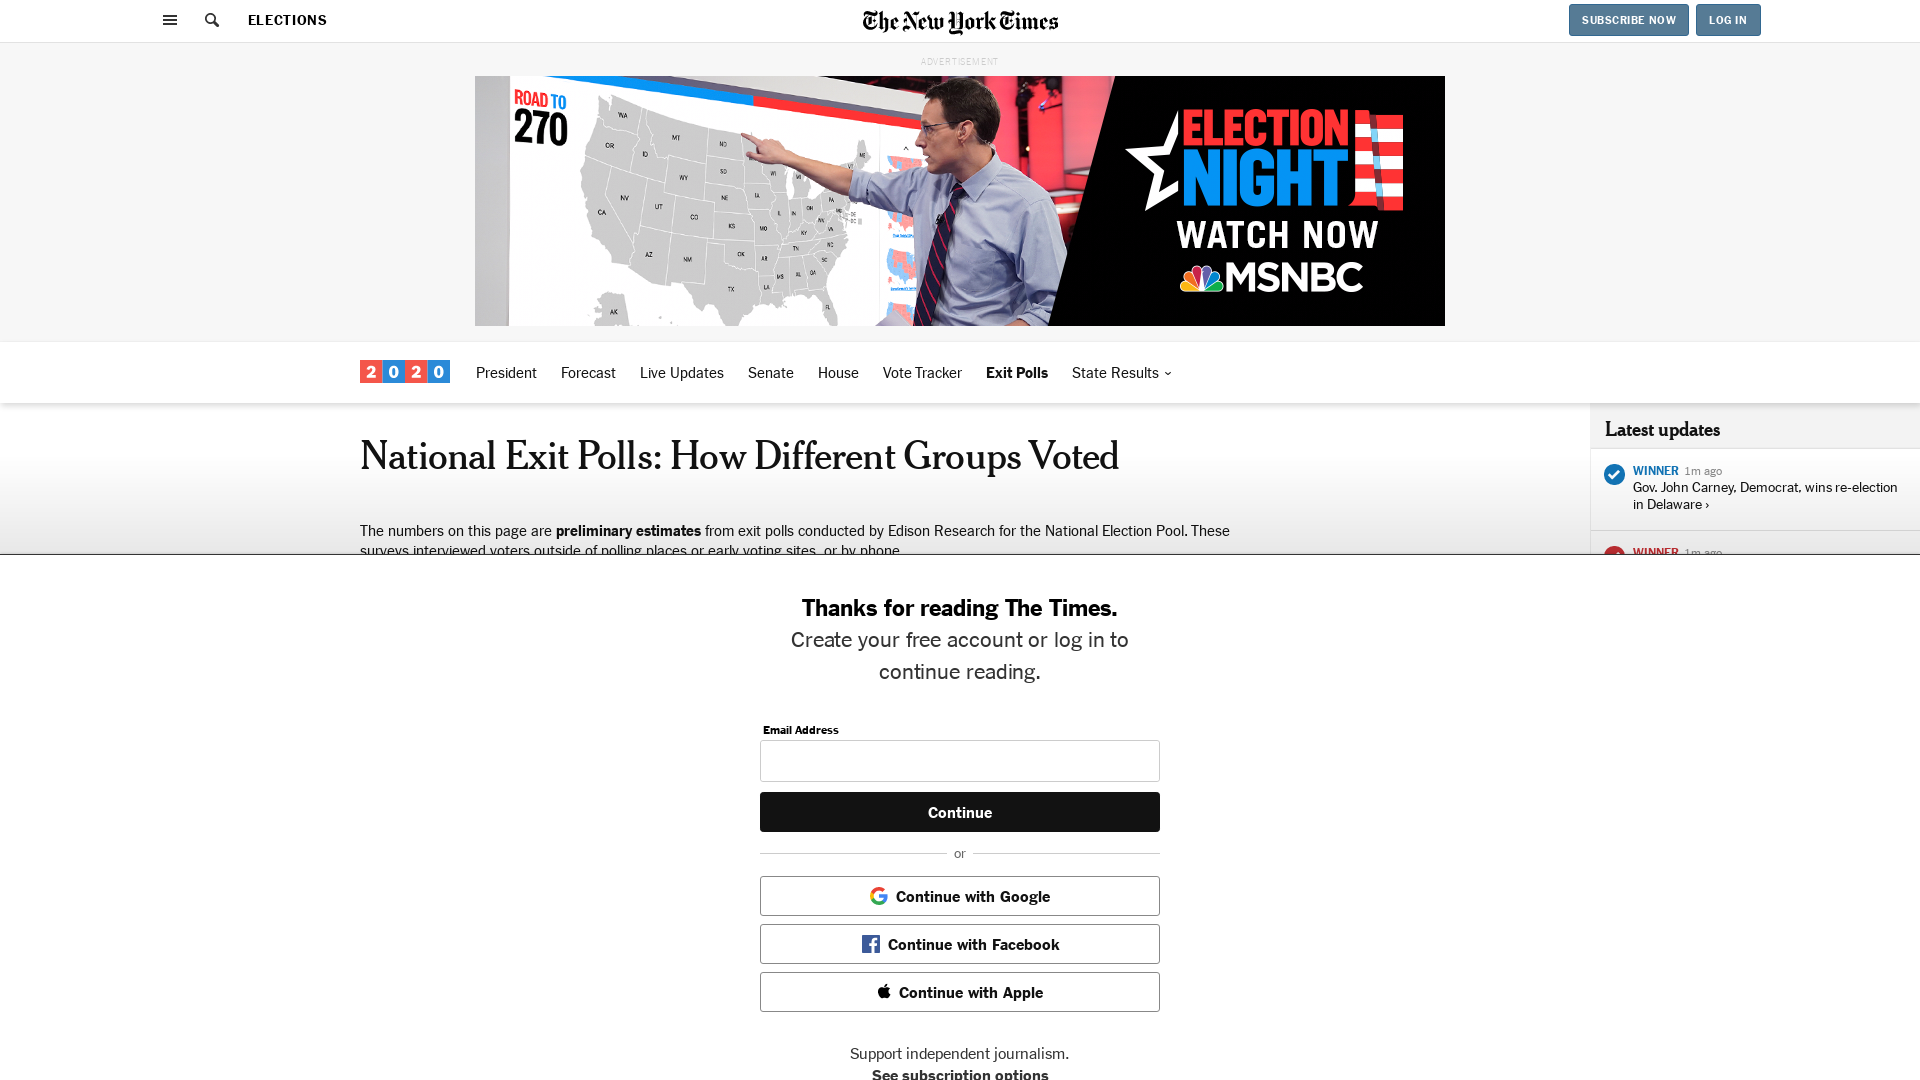 ELECTIONS
The New York Times
SUBSCRIBE NOW
LOG IN
ADVERTISEMENT
ROAD TO
270
WA
OR
CA
NV
ID
MT
WY
UT
AZ
CO
NM
ND
SD
NE
KS
OK
TX
IA
MO
AR
LA
WI
IL
MI
IN
OH
KY
TN
MS
AL
GA
FL
SC
NC
VA
WV
PA
VT
ME
AK
ELECTION
NIGHT
WATCH NOW
MSNBC
2020
President
Forecast
Live Updates
Senate
House
Vote Tracker
Exit Polls
State Results
National Exit Polls: How Different Groups Voted
The numbers on this page are preliminary estimates from exit polls conducted by Edison Research for the National Election Pool. These
surveys interviewed voters outside of polling places or early voting sites, or by phone.
Latest updates
WINNER 1m ago
Gov. John Carney, Democrat, wins re-election
in Delaware ›
WINNER 1m ago
Thanks for reading The Times.
Create your free account or log in to
continue reading.
Email Address
Continue
or
Continue with Google
Continue with Facebook
Continue with Apple
Support independent journalism.
See subscription options